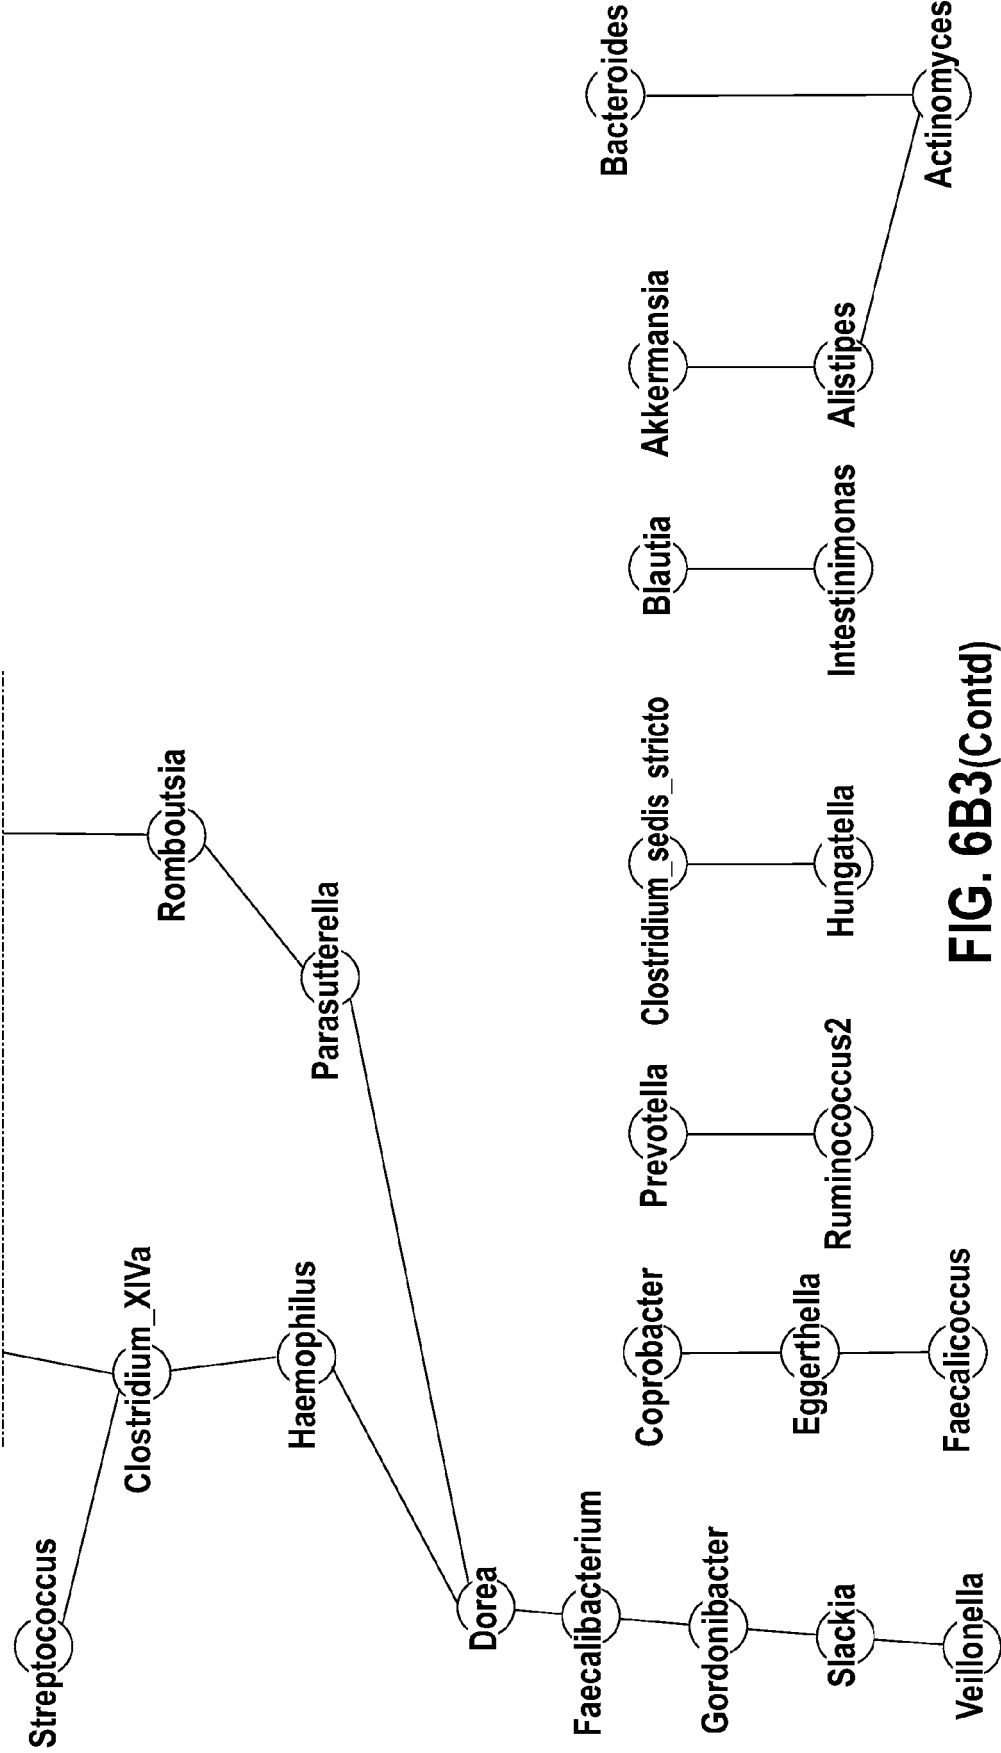 Streptococcus
Clostridium_XIVa
Romboutsia
Haemophilus
Parasutterella
Dorea
Faecalibacterium
Gordonibacter
Slackia
Veillonella
Coprobacter
Eggerthella
Faecalicoccus
Prevotella
Ruminococcus2
Clostridium_sedis_stricto
Hungatella
Blautia
Intestinimonas
Akkermansia
Alistipes
Bacteroides
Actinomyces
FIG. 6B3(Contd)